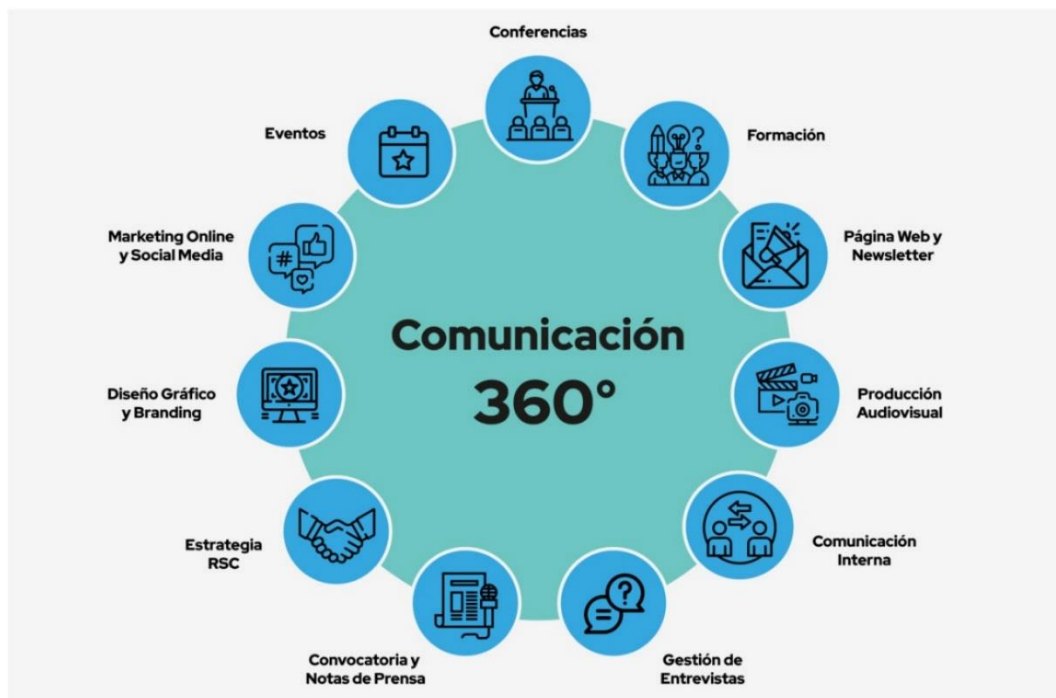 Conferencias
Eventos
Formación
Marketing Online
y Social Media
Página Web y
Newsletter
Comunicación
360°
Diseño Gráfico
y Branding
Producción
Audiovisual
Estrategia
RSC
Comunicación
Interna
Convocatoria y
Notas de Prensa
Gestión de
Entrevistas